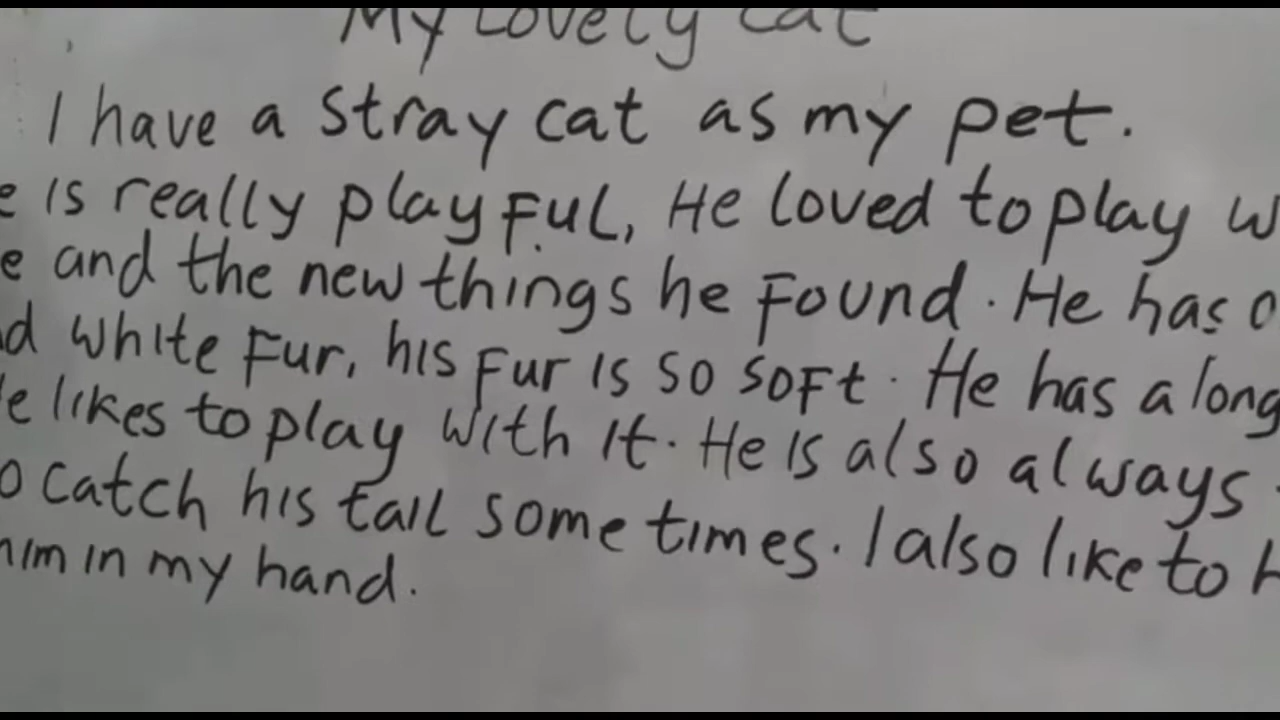 My Lovely cat
I have a stray cat as my pet.
is really playful, He loved to play
and the new things he found. He has
white fur, his fur is so soft. He has a long
likes to play with it. He is also always
catch his tail some times. I also like to
him in my hand.